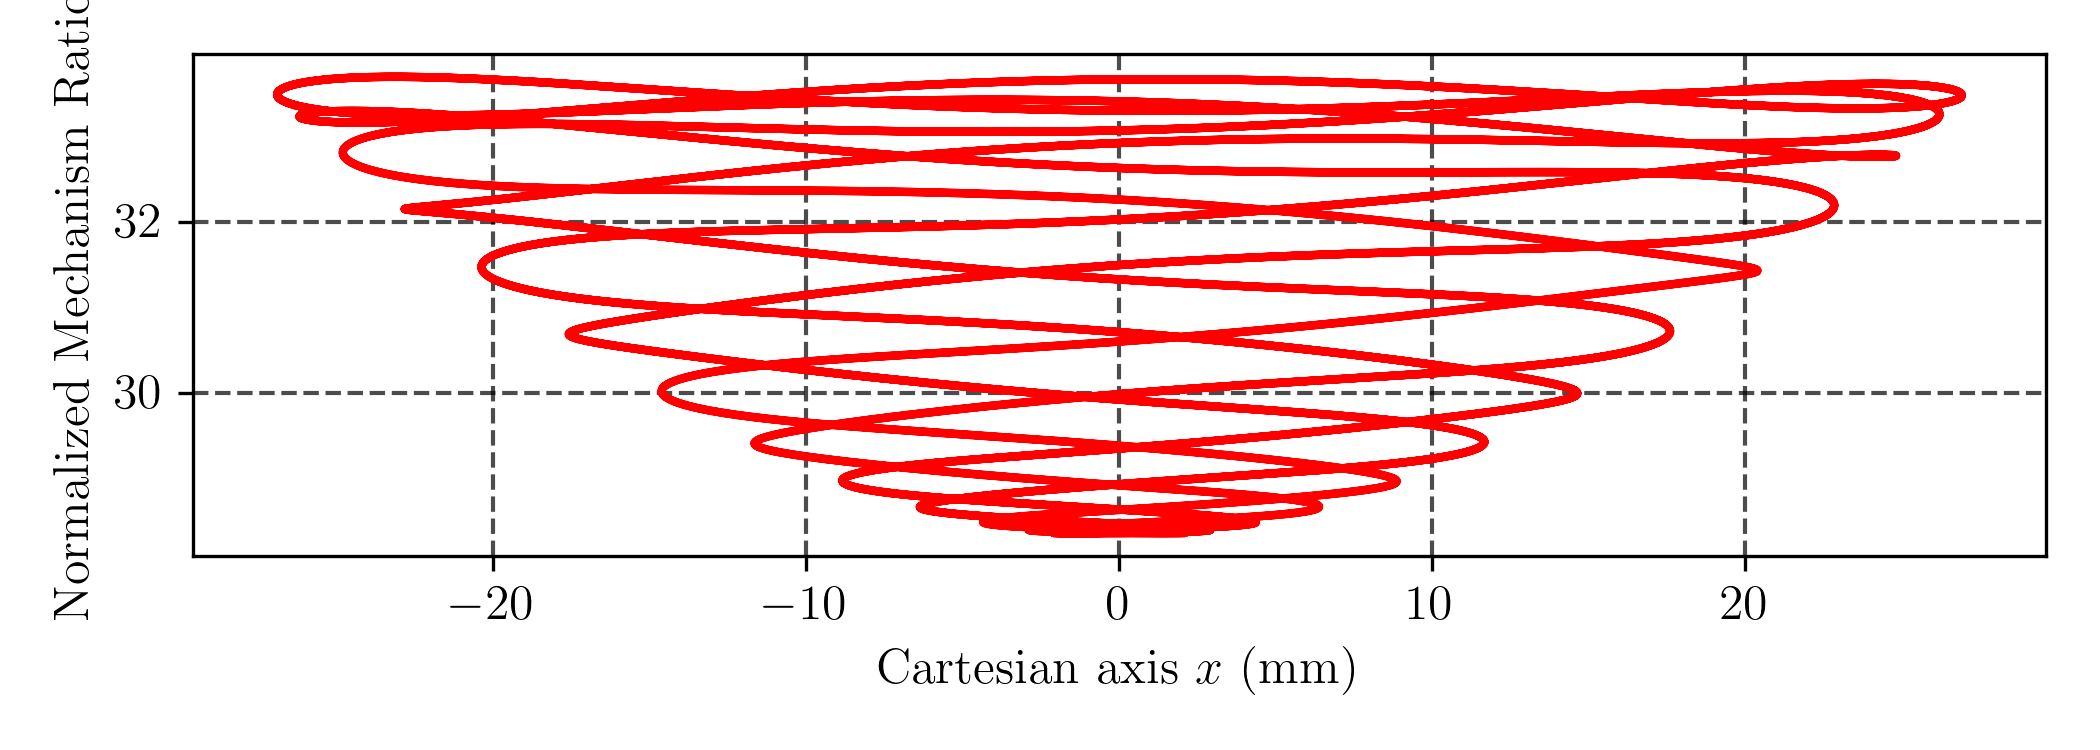 Normalized Mechanism Ratio
32
30
−20 −10 0 10 20
Cartesian axis x (mm)